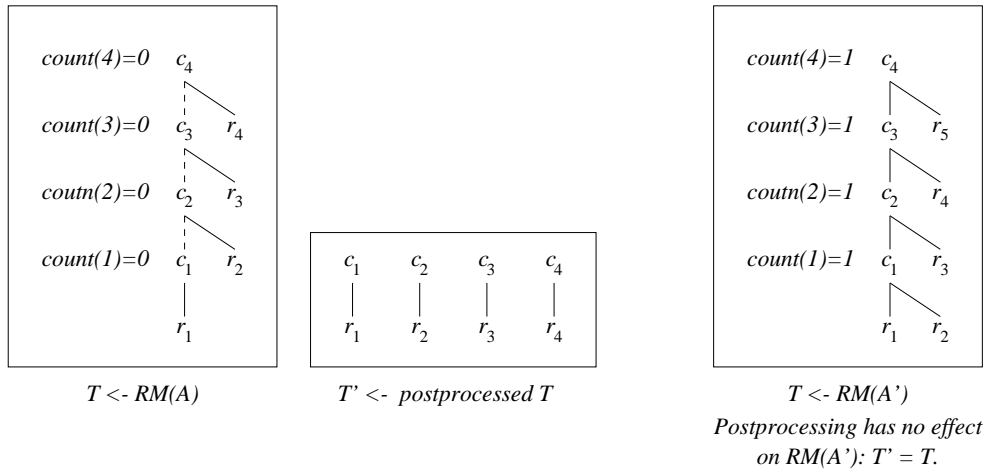 count(4)=0 c4
count(3)=0 c3 r4
coutn(2)=0 c2 r3
count(1)=0 c1 r2
r1
T <- RM(A)
c1 c2 c3 c4
r1 r2 r3 r4
T' <- postprocessed T
count(4)=1 c4
count(3)=1 c3 r5
coutn(2)=1 c2 r4
count(1)=1 c1 r3
r1 r2
T <- RM(A')
Postprocessing has no effect
on RM(A'): T' = T.